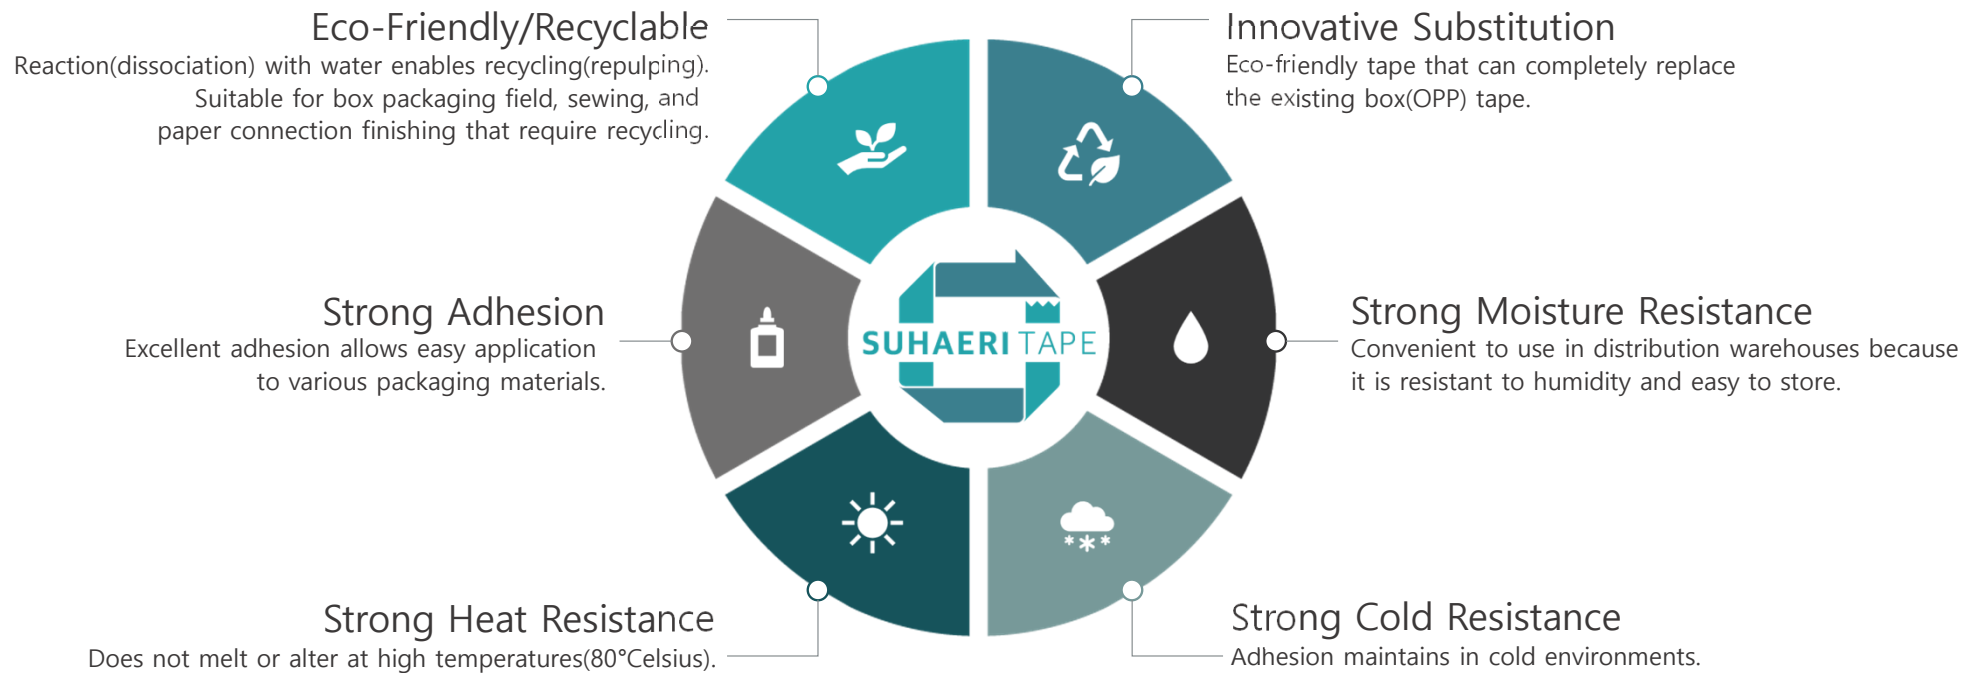 Eco-Friendly/Recyclable
Reaction(dissociation) with water enables recycling(repulping).
Suitable for box packaging field, sewing, and
paper connection finishing that require recycling.
Innovative Substitution
Eco-friendly tape that can completely replace
the existing box(OPP) tape.
Strong Adhesion
Excellent adhesion allows easy application
to various packaging materials.
SUHAERI TAPE
Strong Moisture Resistance
Convenient to use in distribution warehouses because
it is resistant to humidity and easy to store.
Strong Heat Resistance
Does not melt or alter at high temperatures(80°Celsius).
Strong Cold Resistance
Adhesion maintains in cold environments.